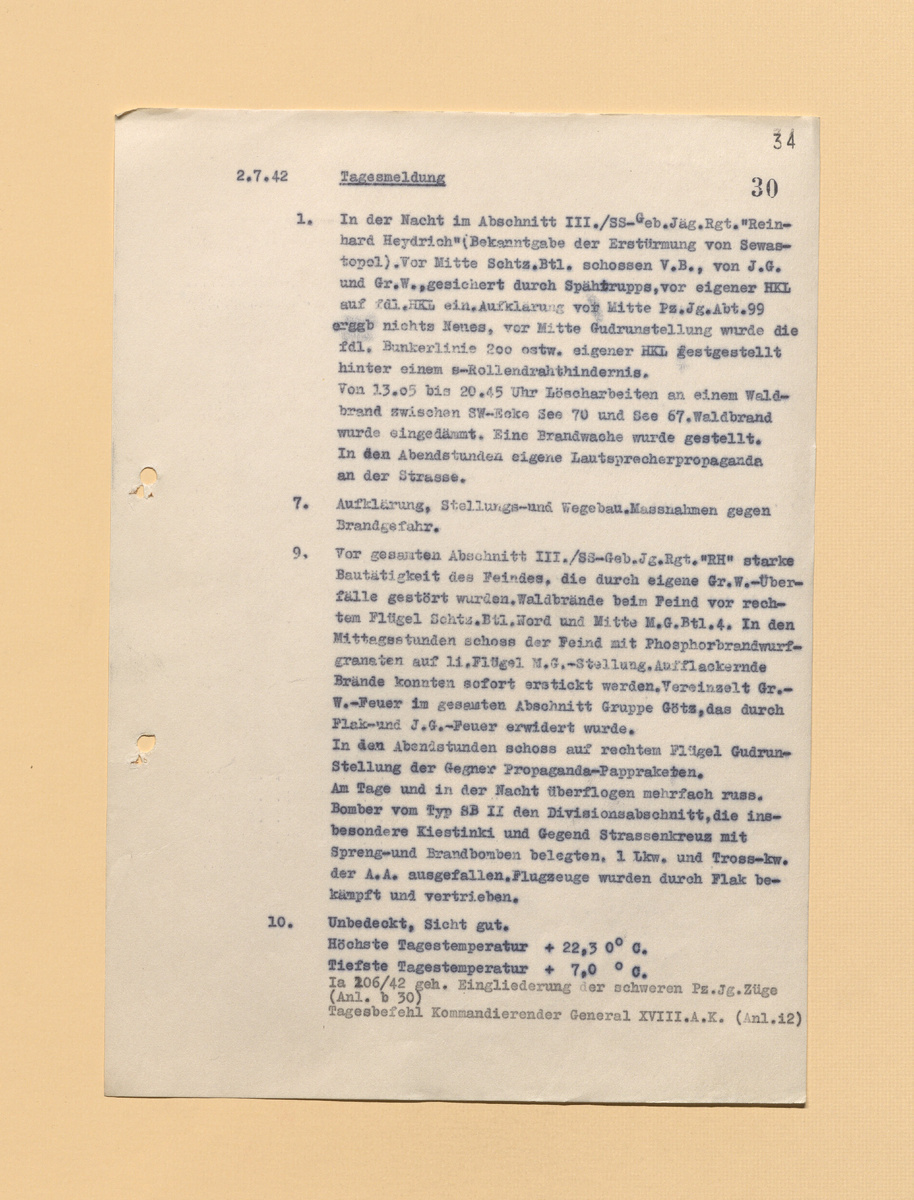 34
30
2.7.42 Tagesmeldung
1. In der Nacht im Abschnitt III./SS-Geb.Jäg.Rgt."Rein-
hard Heydrich"(Bekanntgabe der Erstürmung von Sewas-
topol).Vor Mitte Schtz.Btl. schossen V.B., von J.G.
und Gr.W.,gesichert durch Spähtrupps,vor eigener HKL
auf fdl.HKL ein.Aufklärung vor Mitte Pz.Jg.Abt.99
erggb nichts Neues, vor Mitte Gudrunstellung wurde die
fdl. Bunkerlinie 2oo ostw. eigener HKL festgestellt
hinter einem s-Rollendrahthindernis.
Von 13.o5 bis 20.45 Uhr Löscharbeiten an einem Wald-
brand zwischen SW-Ecke See 70 und See 67.Waldbrand
wurde eingedämmt. Eine Brandwache wurde gestellt.
In den Abendstunden eigene Lautsprecherpropaganda
an der Strasse.
7. Aufklärung, Stellungs-und Wegebau.Massnahmen gegen
Brandgefahr.
9. Vor gesamten Abschnitt III./SS-Geb.Jg.Rgt."RH" starke
Bautätigkeit des Feindes, die durch eigene Gr.W.-Über-
fälle gestört wurden.Waldbrände beim Feind vor rech-
tem Flügel Schtz.Btl.Nord und Mitte M.G.Btl.4. In den
Mittagsstunden schoss der Feind mit Phosphorbrandwurf-
granaten auf li.Flügel M.G.-Stellung.Aufflackernde
Brände konnten sofort erstickt werden.Vereinzelt Gr.-
W.-Feuer im gesamten Abschnitt Gruppe Götz,das durch
Flak-und J.G.-Feuer erwidert wurde.
In den Abendstunden schoss auf rechtem Flügel Gudrun-
Stellung der Gegner Propaganda-Pappraketen.
Am Tage und in der Nacht überflogen mehrfach russ.
Bomber vom Typ SB II den Divisionsabschnitt,die ins-
besondere Kiestinki und Gegend Strassenkreuz mit
Spreng-und Brandbomben belegten. 1 Lkw. und Tross-kw.
der A.A. ausgefallen.Flugzeuge wurden durch Flak be-
kämpft und vertrieben.
10. Unbedeckt, Sicht gut.
Höchste Tagestemperatur + 22,3 0° C.
Tiefste Tagestemperatur + 7,0 ° C.
Ia 206/42 geh. Eingliederung der schweren Pz.Jg.Züge
(Anl. b 30)
Tagesbefehl Kommandierender General XVIII.A.K. (Anl.i2)